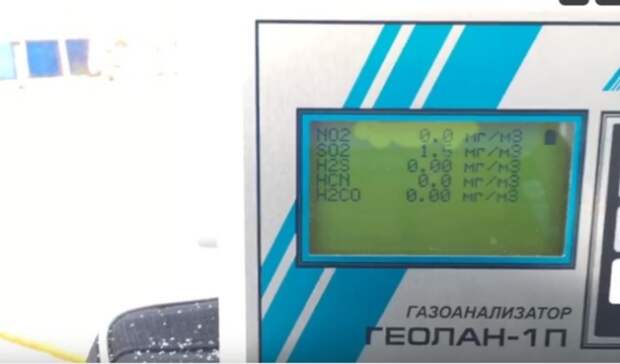 NO2 0.0 мг/м3
SO2 1.5 мг/м3
H2S 0.00 мг/м3
HCN 0.0 мг/м3
H2CO 0.00 мг/м3
ГАЗОАНАЛИЗАТОР
ГЕОЛАН-1П